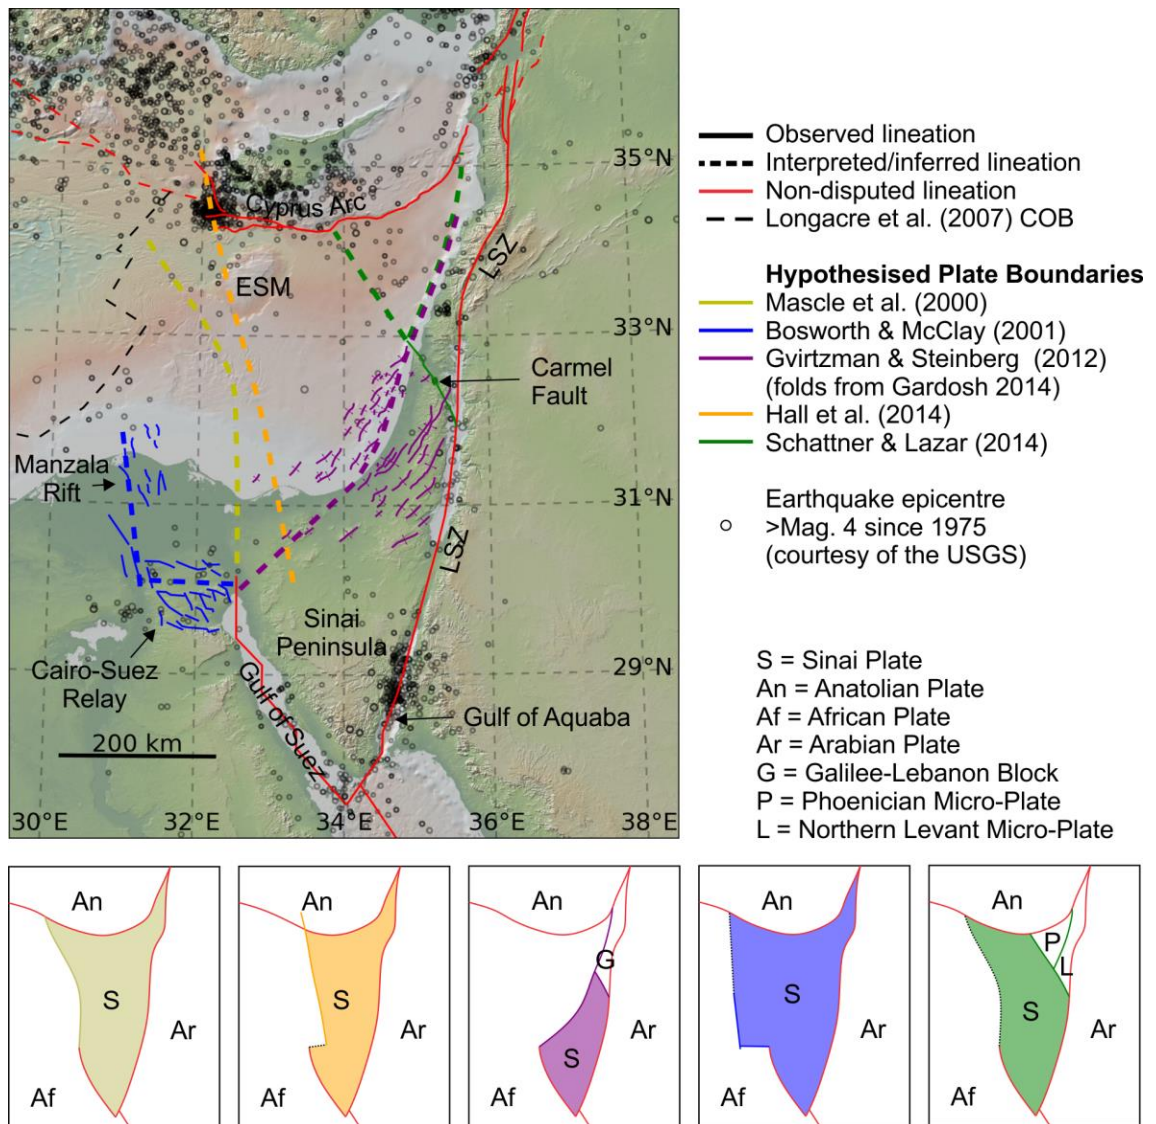 35°N
Cyprus Arc
LSZ
ESM
33°N
Carmel
Fault
Manzala
Rift
31°N
LSZ
Sinai
Peninsula
29°N
Cairo-Suez
Relay
Gulf of Suez
Gulf of Aquaba
200 km
30°E
32°E
34°E
36°E
38°E
Observed lineation
Interpreted/inferred lineation
Non-disputed lineation
Longacre et al. (2007) COB
Hypothesised Plate Boundaries
Mascle et al. (2000)
Bosworth & McClay (2001)
Gvirtzman & Steinberg (2012)
(folds from Gardosh 2014)
Hall et al. (2014)
Schattner & Lazar (2014)
Earthquake epicentre
>Mag. 4 since 1975
(courtesy of the USGS)
S = Sinai Plate
An = Anatolian Plate
Af = African Plate
Ar = Arabian Plate
G = Galilee-Lebanon Block
P = Phoenician Micro-Plate
L = Northern Levant Micro-Plate
An
S
Ar
Af
An
S
Ar
Af
An
G
S
Ar
Af
An
S
Ar
Af
An
P
L
S
Ar
Af